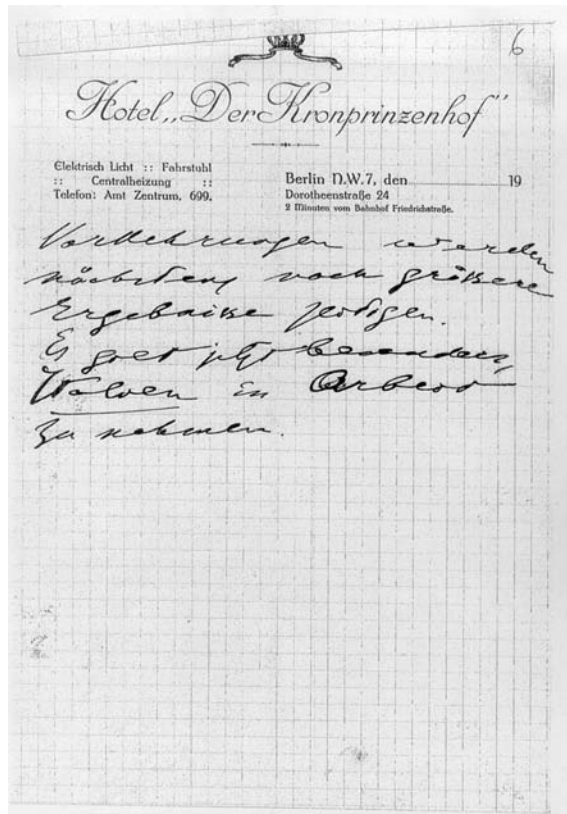 6
Hotel „Der Kronprinzenhof“
Elektrisch Licht :: Fahrstuhl
:: Centralheizung ::
Telefon: Amt Zentrum, 699.
Berlin N.W.7, den 19
Dorotheenstraße 24
2 Minuten vom Bahnhof Friedrichstraße.
Vorkehrungen werden
nächstens noch größere
Ergebnisse zeitigen.
Es gilt jetzt besonders,
Italien in Arbeit
zu nehmen.